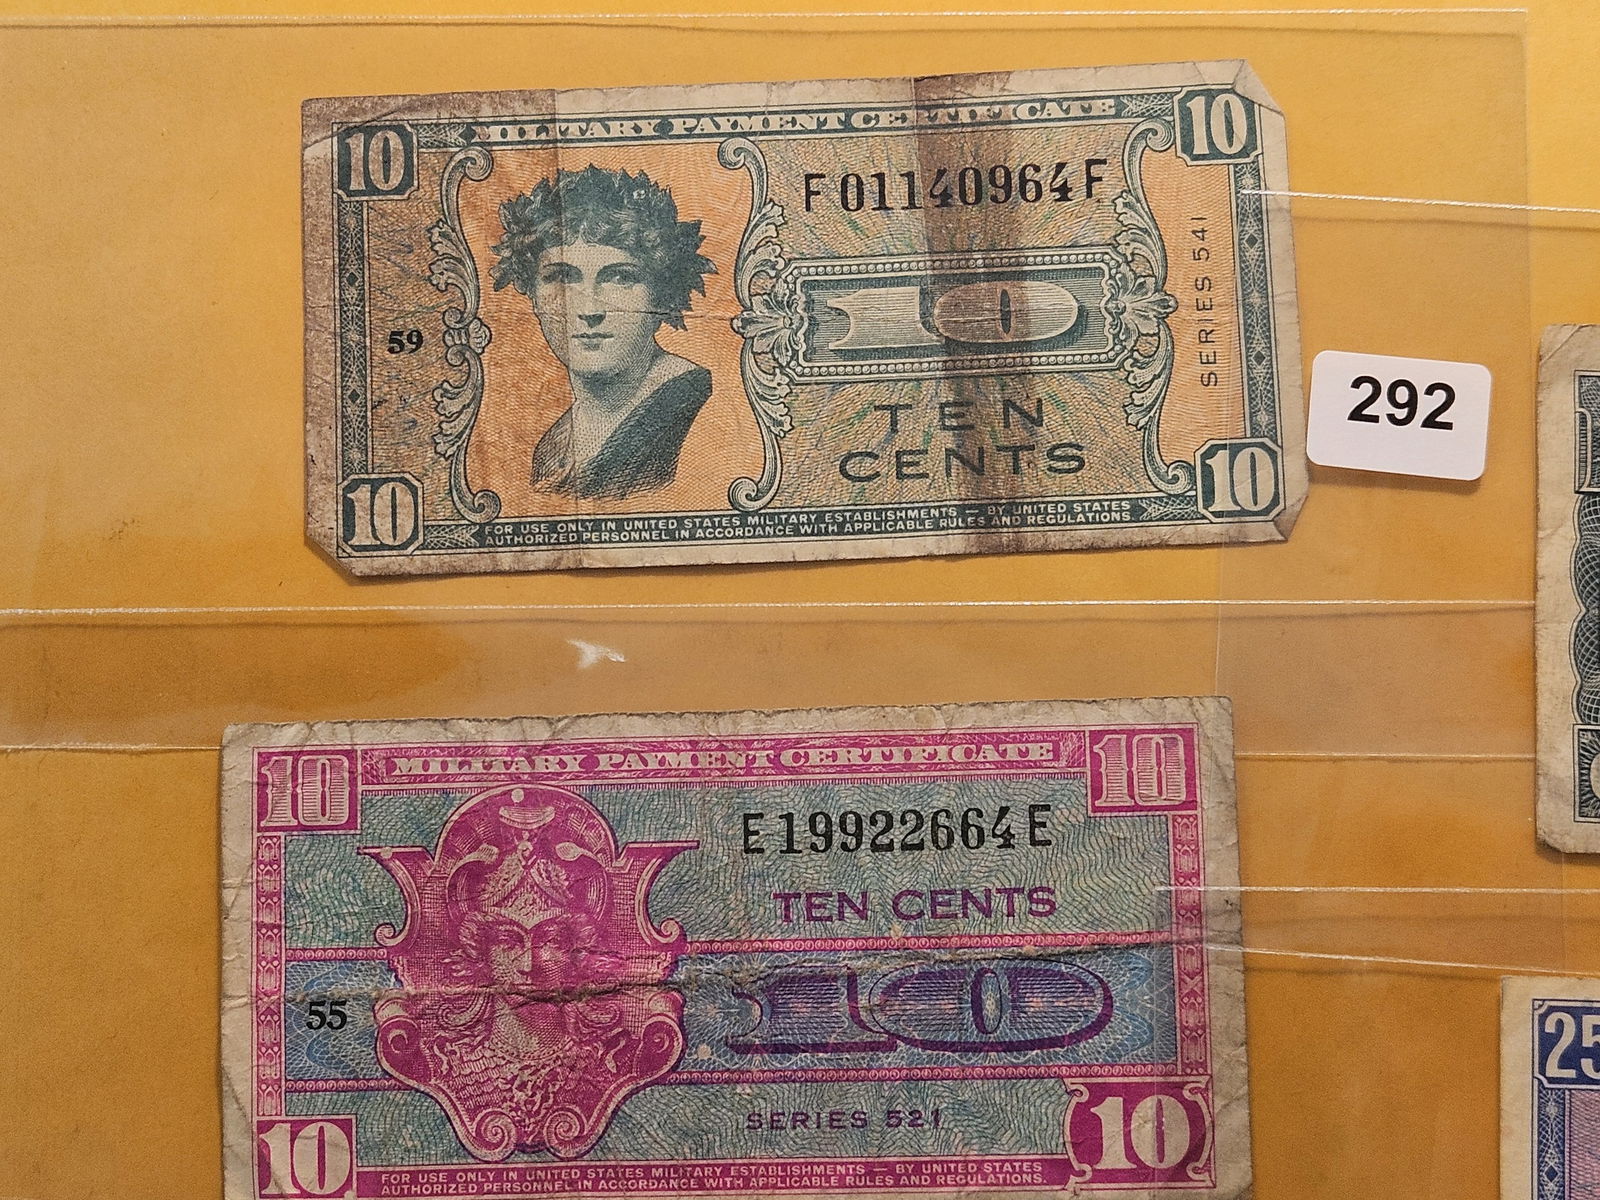 10 MILITARY PAYMENT CERTIFICATE 10
F01140964F
10
59
SERIES 541
TEN
CENTS
10 10
FOR USE ONLY IN UNITED STATES MILITARY ESTABLISHMENTS — BY UNITED STATES
AUTHORIZED PERSONNEL IN ACCORDANCE WITH APPLICABLE RULES AND REGULATIONS.
292
10 MILITARY PAYMENT CERTIFICATE 10
E19922664E
TEN CENTS
55
10
SERIES 521
10 10
FOR USE ONLY IN UNITED STATES MILITARY ESTABLISHMENTS — BY UNITED STATES
AUTHORIZED PERSONNEL IN ACCORDANCE WITH APPLICABLE RULES AND REGULATIONS.
25